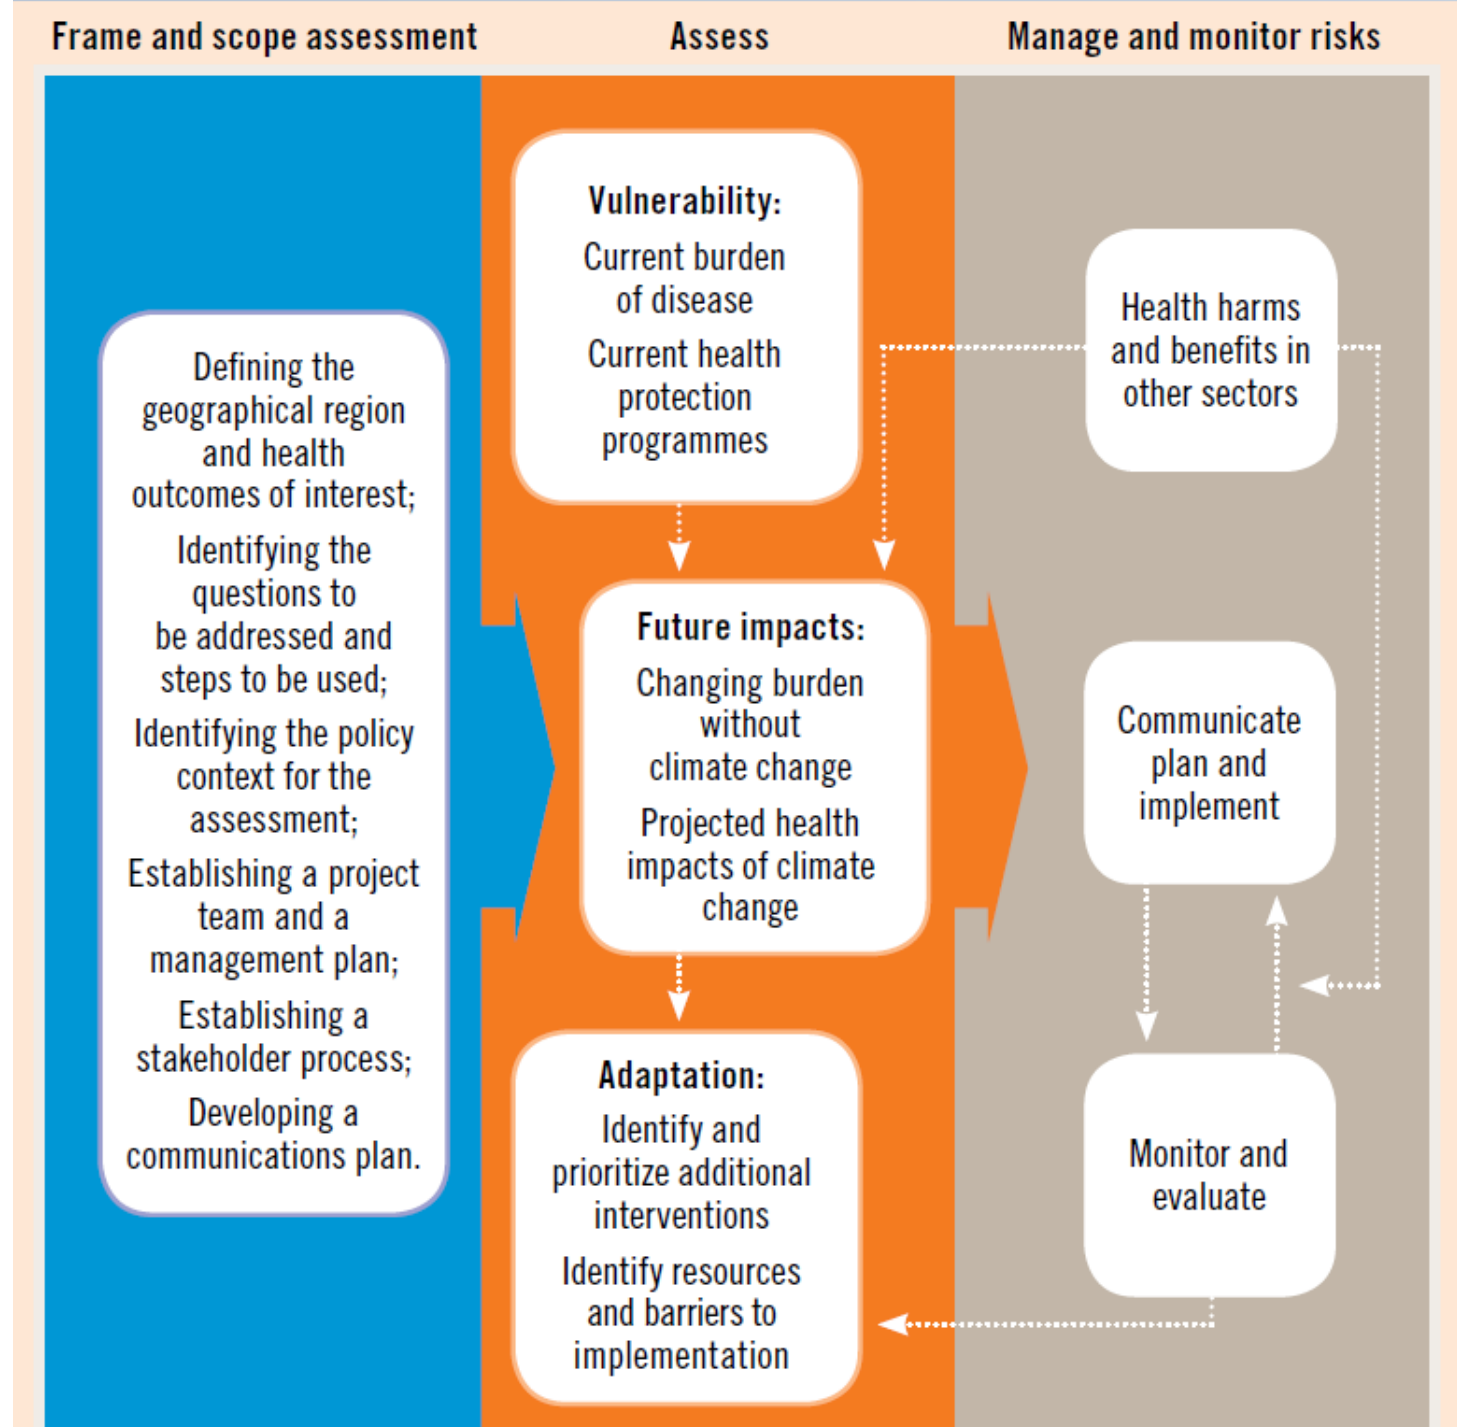 Frame and scope assessment
Assess
Manage and monitor risks
Defining the
geographical region
and health
outcomes of interest;
Identifying the
questions to
be addressed and
steps to be used;
Identifying the policy
context for the
assessment;
Establishing a project
team and a
management plan;
Establishing a
stakeholder process;
Developing a
communications plan.
Vulnerability:
Current burden
of disease
Current health
protection
programmes
Future impacts:
Changing burden
without
climate change
Projected health
impacts of climate
change
Adaptation:
Identify and
prioritize additional
interventions
Identify resources
and barriers to
implementation
Health harms
and benefits in
other sectors
Communicate
plan and
implement
Monitor and
evaluate